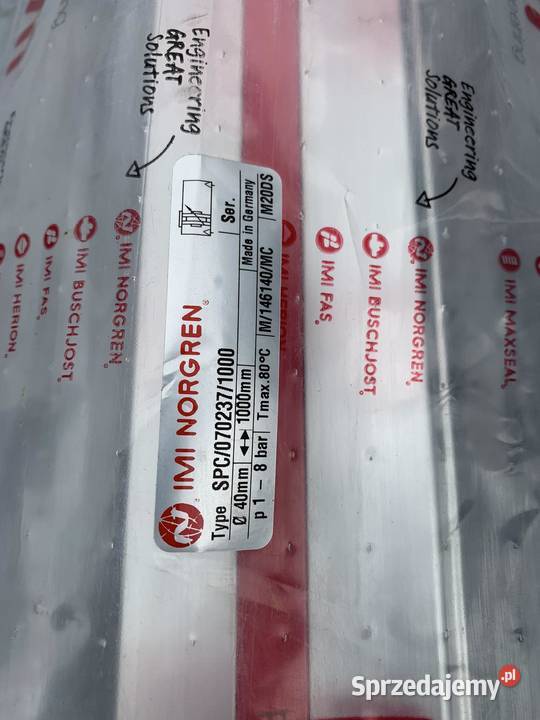 Engineering
GREAT
Solutions
Engineering
GREAT
Solutions
IMI HERION
IMI FAS
IMI BUSCHJOST
IMI NORGREN
IMI FAS
IMI BUSCHJOST
IMI NORGREN
IMI MAXSEAL
IMI NORGREN®
Type SPC/070237/1000 Ser.
Ø 40mm 1000mm Made in Germany
p 1 – 8 bar Tmax.80°C M/146140/MC M20DS
Sprzedajemy.pl